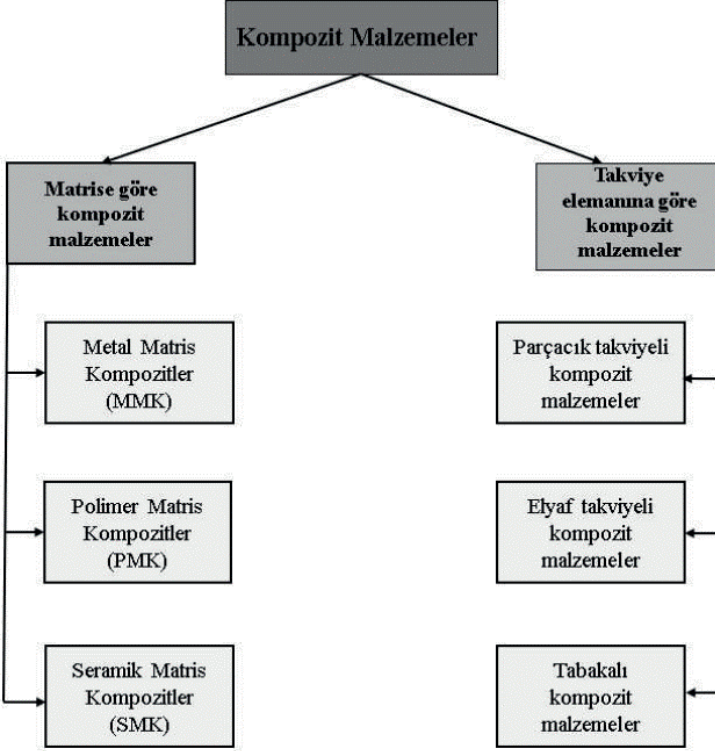 Kompozit Malzemeler
Matrise göre
kompozit
malzemeler
Takviye
elemanına göre
kompozit
malzemeler
Metal Matris
Kompozitler
(MMK)
Parçacık takviyeli
kompozit
malzemeler
Polimer Matris
Kompozitler
(PMK)
Elyaf takviyeli
kompozit
malzemeler
Seramik Matris
Kompozitler
(SMK)
Tabakalı
kompozit
malzemeler